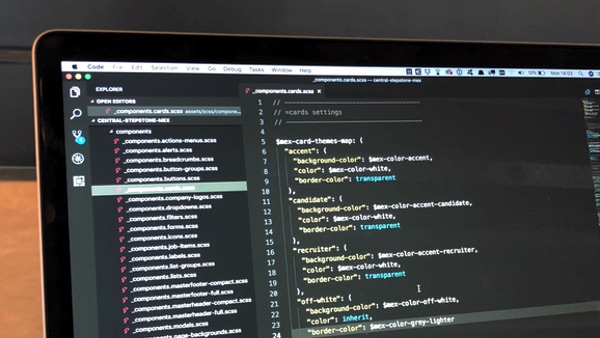 Code File Edit Selection View Go Debug Tasks Window Help
10% Mon 14:03
_components.cards.scss — central-stepstone-mex
EXPLORER
OPEN EDITORS
_components.cards.scss assets/scss/compone...
CENTRAL-STEPSTONE-MEX
components
_components.actions-menus.scss
_components.alerts.scss
_components.breadcrumbs.scss
_components.button-groups.scss
_components.buttons.scss
_components.cards.scss
_components.company-logos.scss
_components.dropdowns.scss
_components.filters.scss
_components.forms.scss
_components.icons.scss
_components.job-items.scss
_components.labels.scss
_components.list-groups.scss
_components.lists.scss
_components.masterfooter-compact.scss
_components.masterfooter-full.scss
_components.masterheader-compact.scss
_components.masterheader-full.scss
_components.modals.scss
_components.page-backgrounds.scss
_components.cards.scss ×
1 // ----------------------------------------
2 // =cards settings
3 // ----------------------------------------
4
5 $mex-card-themes-map: (
6 "accent": (
7 "background-color": $mex-color-accent,
8 "color": $mex-color-white,
9 "border-color": transparent
10 ),
11 "candidate": (
12 "background-color": $mex-color-accent-candidate,
13 "color": $mex-color-white,
14 "border-color": transparent
15 ),
16 "recruiter": (
17 "background-color": $mex-color-accent-recruiter,
18 "color": $mex-color-white,
19 "border-color": transparent
20 ),
21 "off-white": (
22 "background-color": $mex-color-off-white,
23 "color": inherit,
24 "border-color": $mex-color-grey-lighter